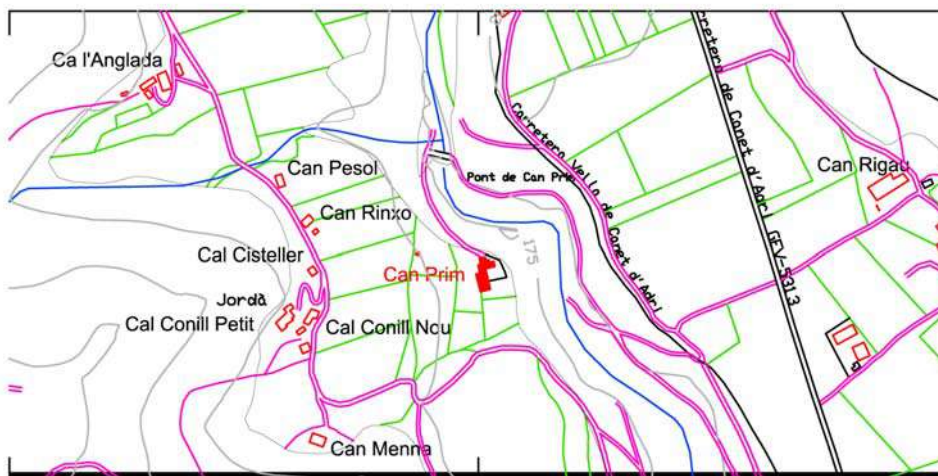 Ca l'Anglada
Can Pesol
Can Rinxo
Cal Cisteller
Jordà
Cal Conill Petit
Cal Conill Nou
Can Menna
Can Prim
Pont de Can Prim
175
Carretera Vella de Canet d'Adri
Carretera de Canet d'Adri GEV-5313
Can Rigau